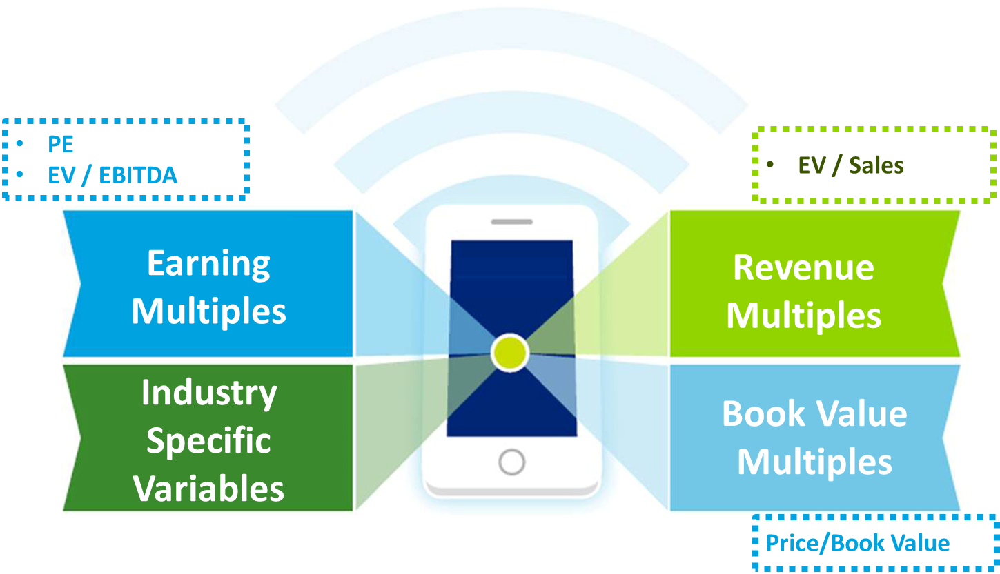 • PE
• EV / EBITDA
• EV / Sales
Earning
Multiples
Revenue
Multiples
Industry
Specific
Variables
Book Value
Multiples
Price/Book Value